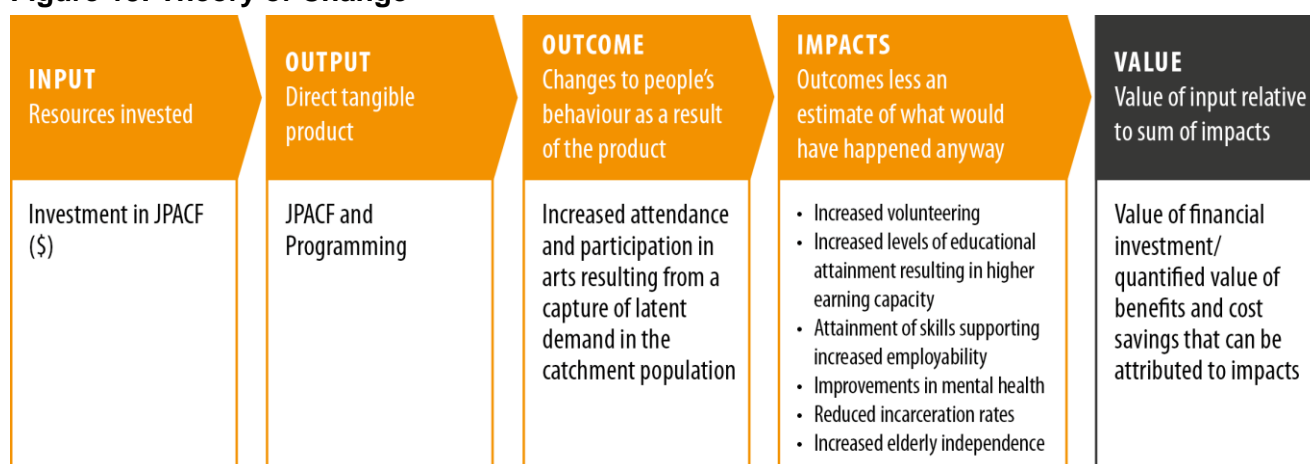 Theory of Change
INPUT
Resources invested
Investment in JPACF
($)
OUTPUT
Direct tangible
product
JPACF and
Programming
OUTCOME
Changes to people's
behaviour as a result
of the product
Increased attendance
and participation in
arts resulting from a
capture of latent
demand in the
catchment population
IMPACTS
Outcomes less an
estimate of what would
have happened anyway
• Increased volunteering
• Increased levels of educational
attainment resulting in higher
earning capacity
• Attainment of skills supporting
increased employability
• Improvements in mental health
• Reduced incarceration rates
• Increased elderly independence
VALUE
Value of input relative
to sum of impacts
Value of financial
investment/
quantified value of
benefits and cost
savings that can be
attributed to impacts